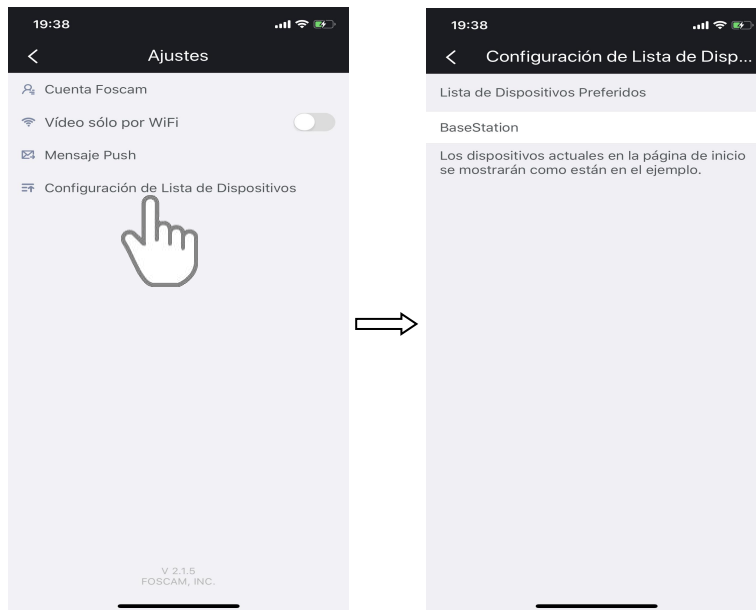 19:38
Ajustes
Cuenta Foscam
Vídeo sólo por WiFi
Mensaje Push
Configuración de Lista de Dispositivos
V 2.1.5
FOSCAM, INC.
19:38
Configuración de Lista de Disp...
Lista de Dispositivos Preferidos
BaseStation
Los dispositivos actuales en la página de inicio
se mostrarán como están en el ejemplo.